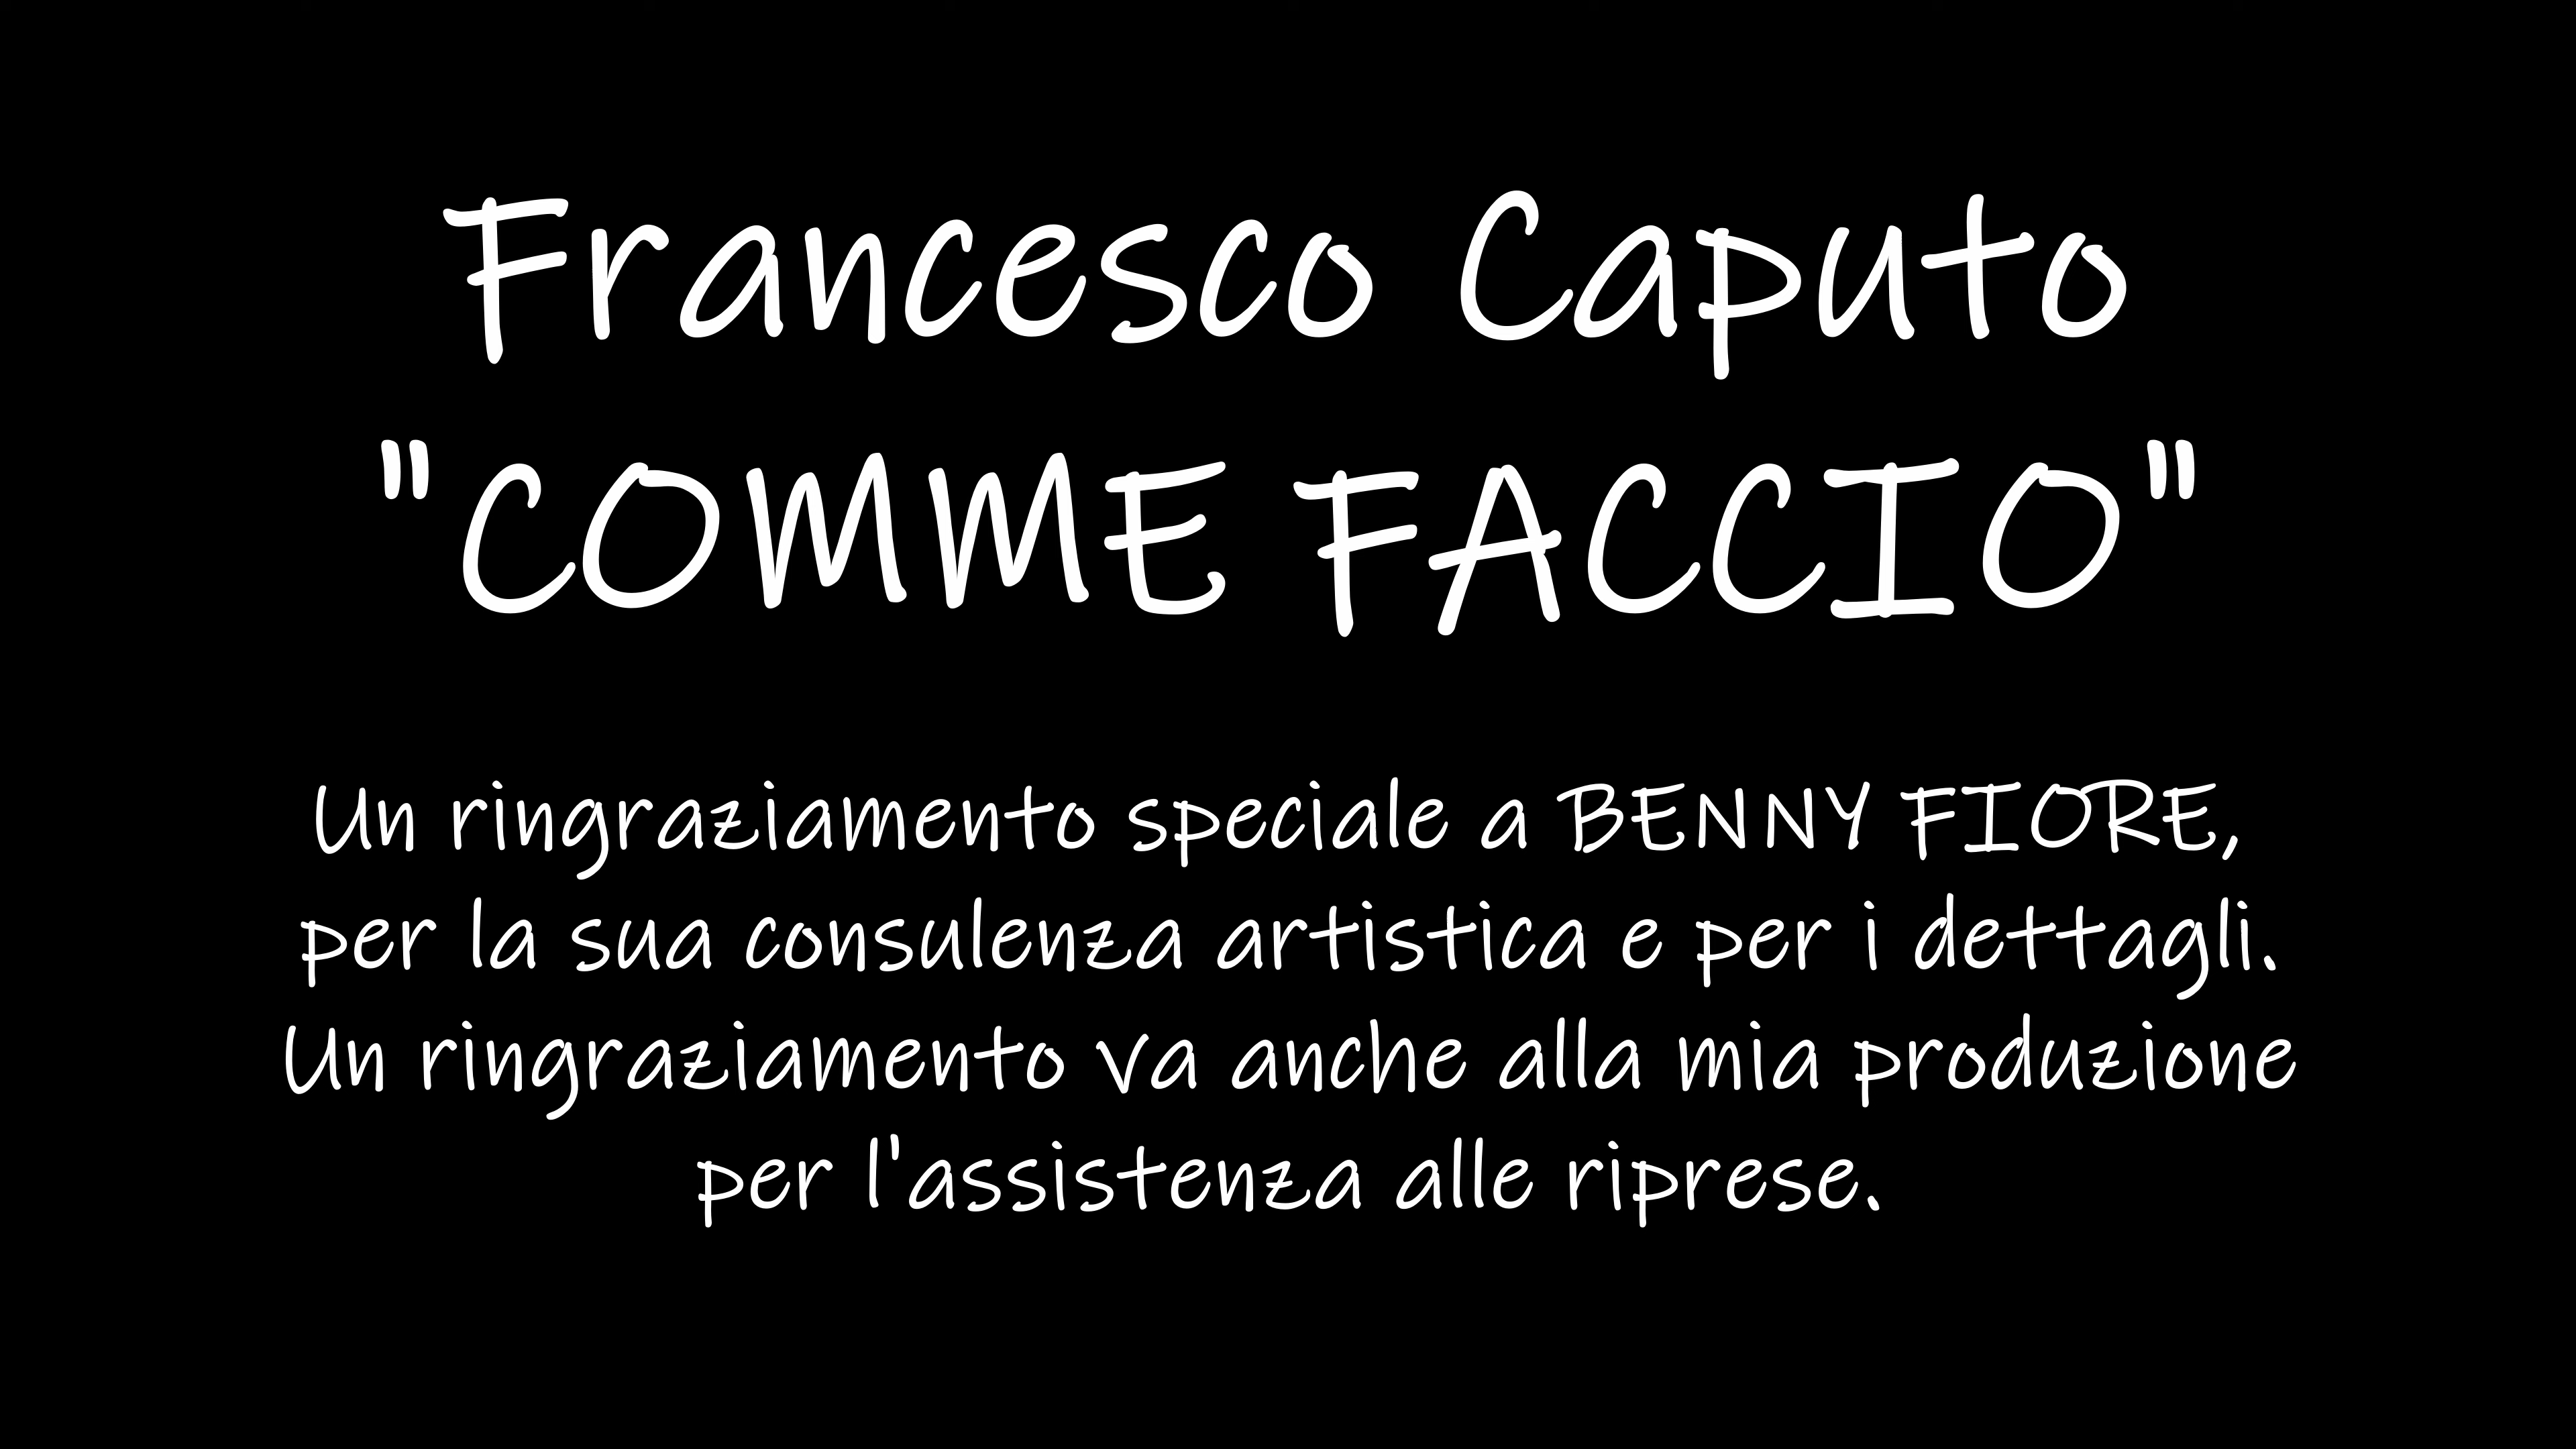 Francesco Caputo
"COMME FACCIO"
Un ringraziamento speciale a BENNY FIORE,
per la sua consulenza artistica e per i dettagli.
Un ringraziamento va anche alla mia produzione
per l'assistenza alle riprese.